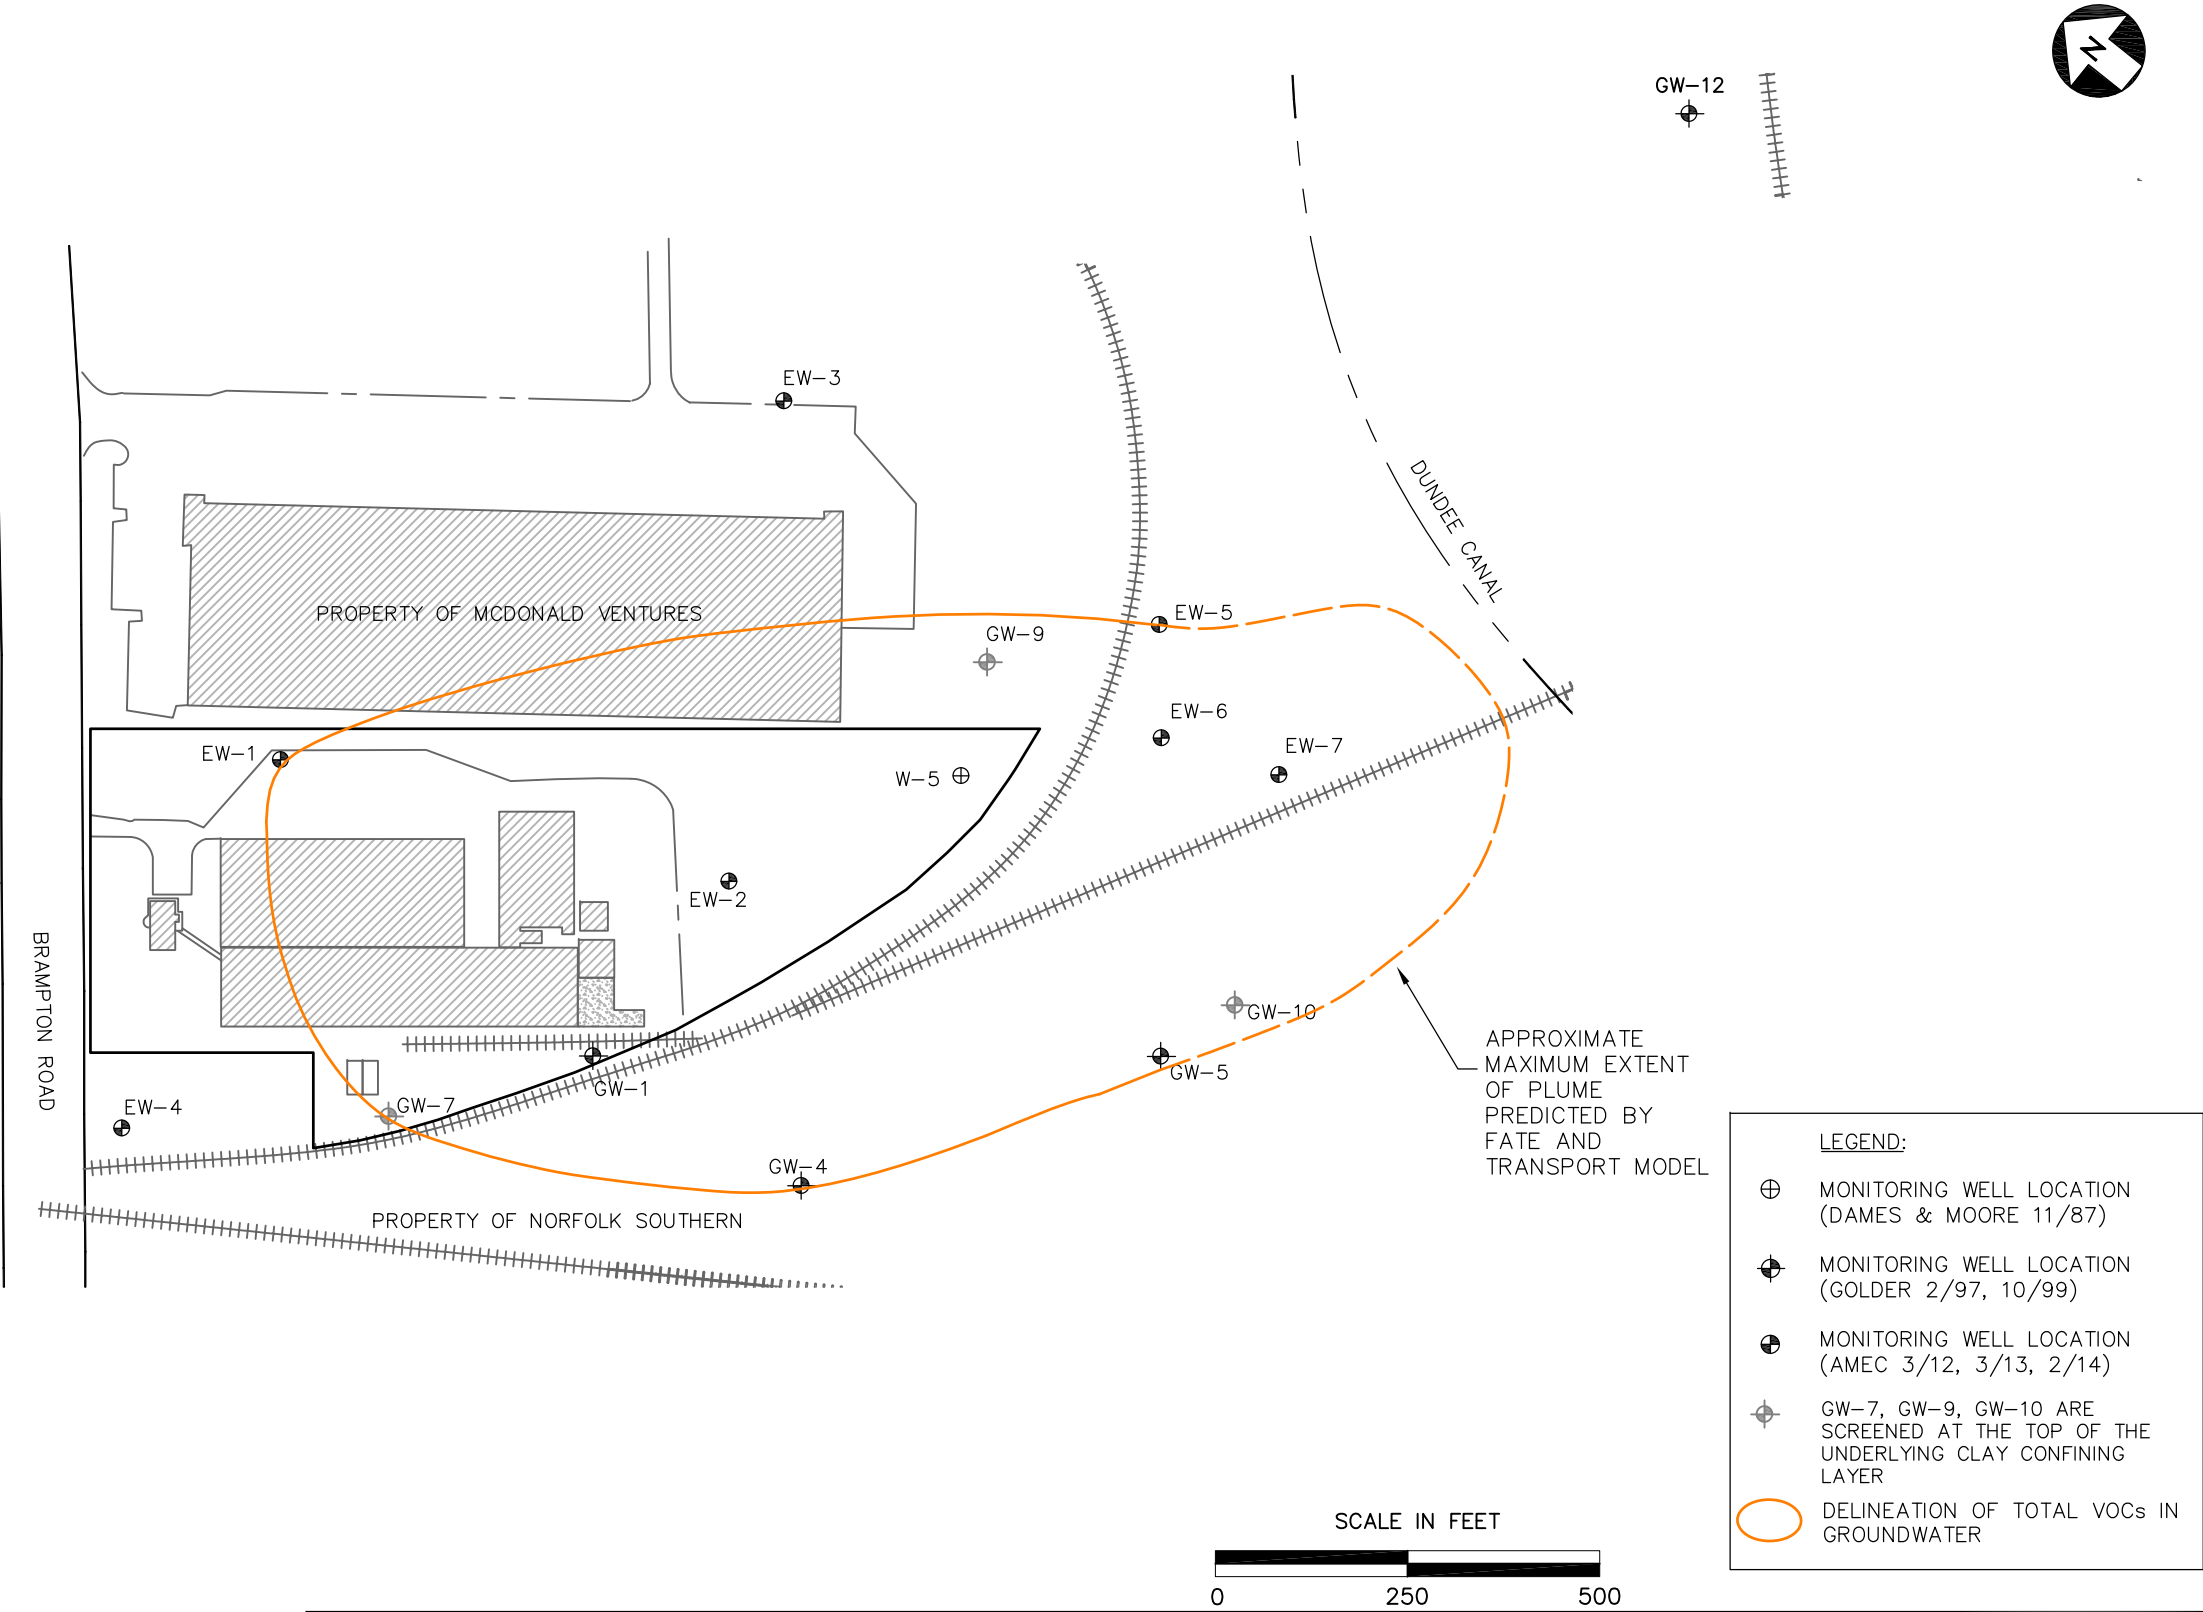 N
GW-12
EW-3
DUNDEE CANAL
PROPERTY OF MCDONALD VENTURES
EW-5
GW-9
EW-6
EW-1
EW-7
W-5
EW-2
BRAMPTON ROAD
GW-10
GW-5
GW-1
GW-7
EW-4
GW-4
PROPERTY OF NORFOLK SOUTHERN
APPROXIMATE
MAXIMUM EXTENT
OF PLUME
PREDICTED BY
FATE AND
TRANSPORT MODEL
LEGEND:
MONITORING WELL LOCATION
(DAMES & MOORE 11/87)
MONITORING WELL LOCATION
(GOLDER 2/97, 10/99)
MONITORING WELL LOCATION
(AMEC 3/12, 3/13, 2/14)
GW-7, GW-9, GW-10 ARE
SCREENED AT THE TOP OF THE
UNDERLYING CLAY CONFINING
LAYER
DELINEATION OF TOTAL VOCs IN
GROUNDWATER
SCALE IN FEET
0 250 500